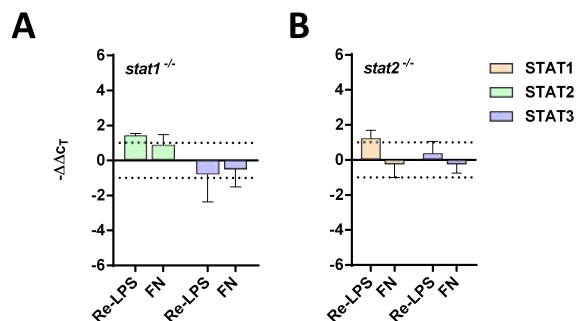 A
B
stat1 -/-
stat2 -/-
STAT1
STAT2
STAT3
-ΔΔcT
6
4
2
0
-2
-4
-6
6
4
2
0
-2
-4
-6
Re-LPS
FN
Re-LPS
FN
Re-LPS
FN
Re-LPS
FN